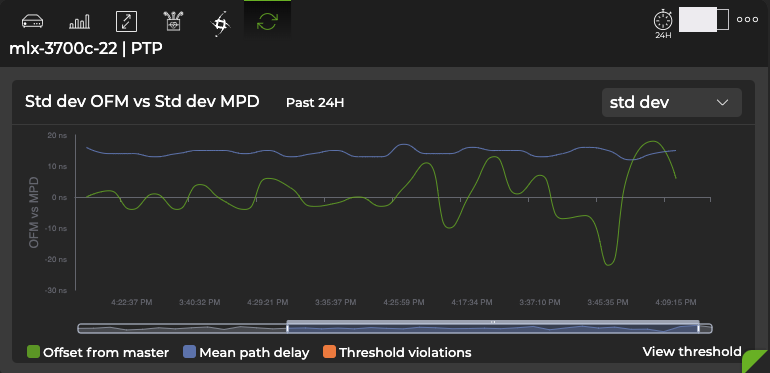 24H
mlx-3700c-22 | PTP
Std dev OFM vs Std dev MPD Past 24H std dev
20 ns
10 ns
0 ns
-10 ns
-20 ns
-30 ns
OFM vs MPD
4:22:37 PM 3:40:32 PM 4:29:21 PM 3:35:37 PM 4:25:59 PM 4:17:34 PM 3:37:10 PM 3:45:35 PM 4:09:15 PM
Offset from master Mean path delay Threshold violations View threshold